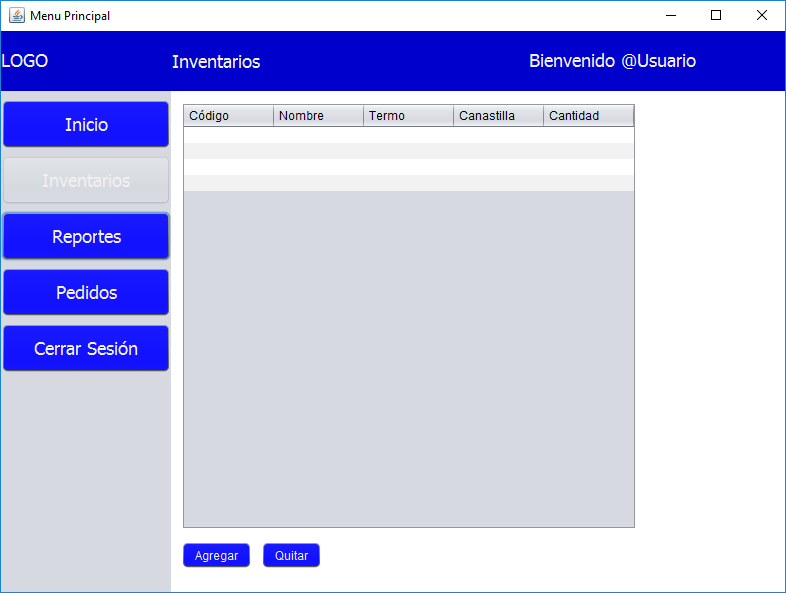 Menu Principal
LOGO
Inventarios
Bienvenido @Usuario
Inicio
Inventarios
Reportes
Pedidos
Cerrar Sesión
Código Nombre Termo Canastilla Cantidad
Agregar Quitar